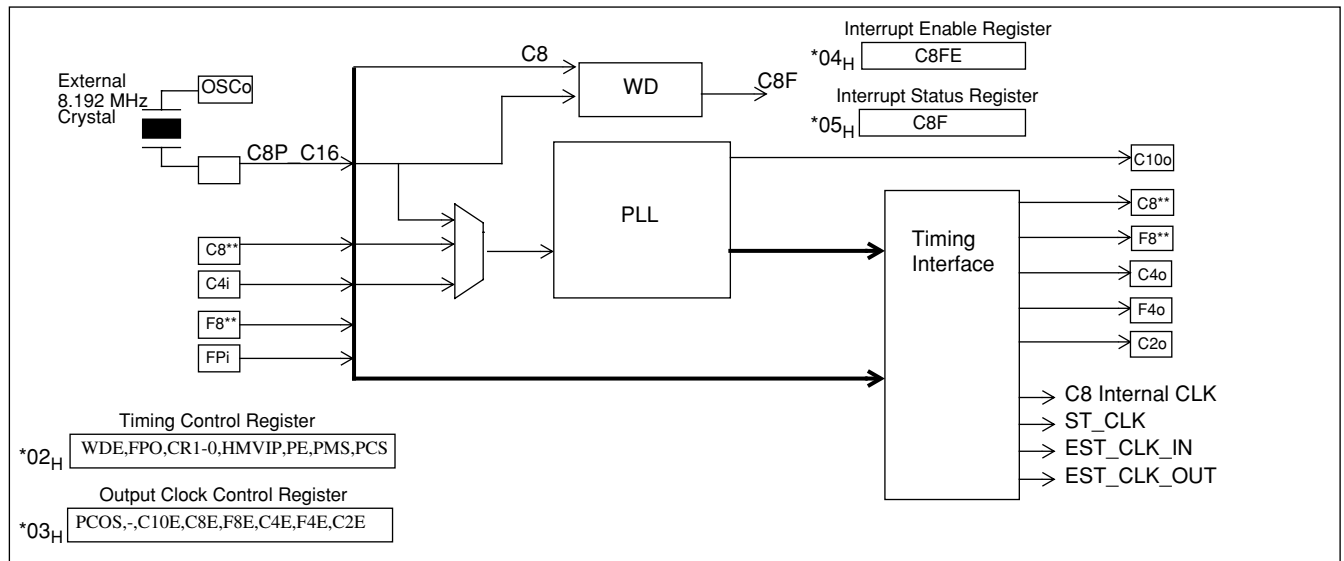 Interrupt Enable Register
*04H
C8FE
Interrupt Status Register
*05H
C8F
External
8.192 MHz
Crystal
OSCo
C8
WD
C8F
C8P_C16
PLL
C10o
C8**
C4i
F8**
FPi
Timing
Interface
C8**
F8**
C4o
F4o
C2o
C8 Internal CLK
ST_CLK
EST_CLK_IN
EST_CLK_OUT
Timing Control Register
*02H
WDE,FPO,CR1-0,HMVIP,PE,PMS,PCS
Output Clock Control Register
*03H
PCOS,-,C10E,C8E,F8E,C4E,F4E,C2E